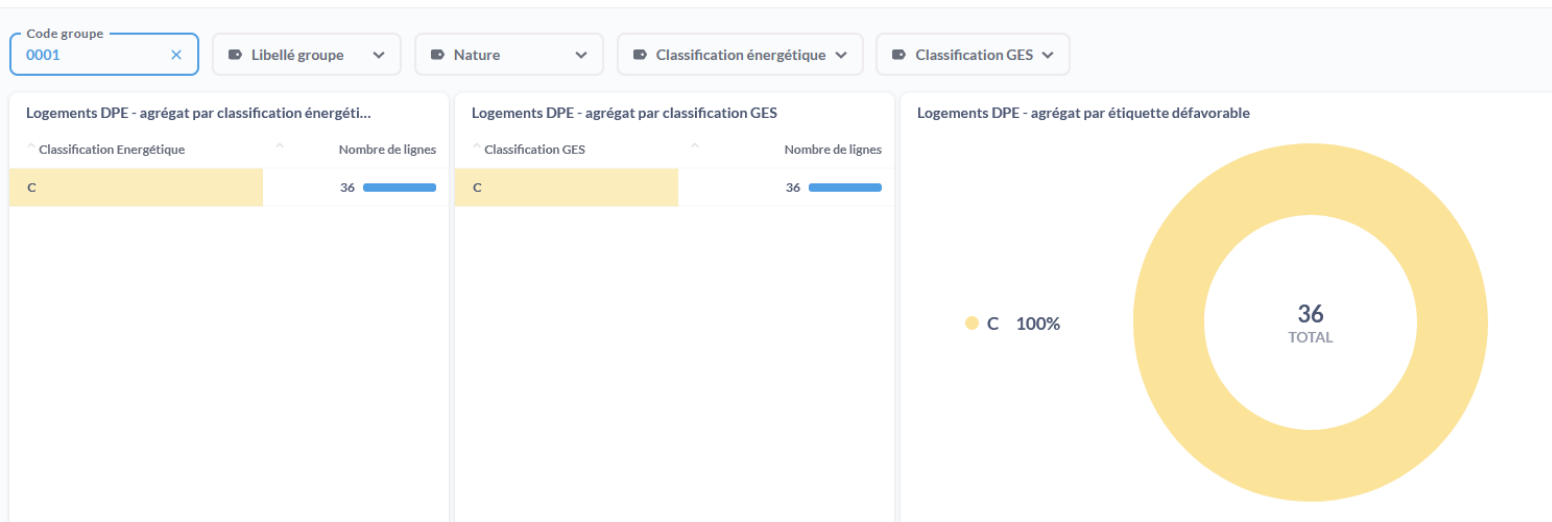 Code groupe
0001
Libellé groupe
Nature
Classification énergétique
Classification GES
Logements DPE - agrégat par classification énergéti...
Classification Energétique Nombre de lignes
C 36
Logements DPE - agrégat par classification GES
Classification GES Nombre de lignes
C 36
Logements DPE - agrégat par étiquette défavorable
C 100%
36
TOTAL